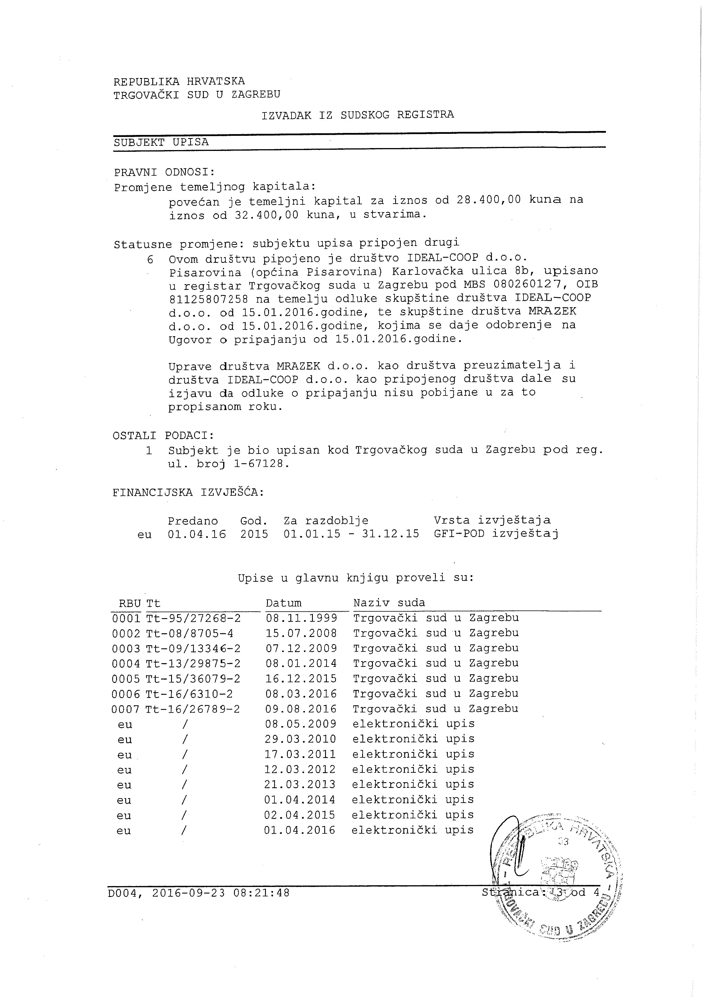 REPUBLIKA HRVATSKA
TRGOVAČKI SUD U ZAGREBU
IZVADAK IZ SUDSKOG REGISTRA
SUBJEKT UPISA
PRAVNI ODNOSI:
Promjene temeljnog kapitala:
povećan je temeljni kapital za iznos od 28.400,00 kuna na
iznos od 32.400,00 kuna, u stvarima.
Statusne promjene: subjektu upisa pripojen drugi
6 Ovom društvu pipojeno je društvo IDEAL-COOP d.o.o.
Pisarovina (općina Pisarovina) Karlovačka ulica 8b, upisano
u registar Trgovačkog suda u Zagrebu pod MBS 080260127, OIB
81125807258 na temelju odluke skupštine društva IDEAL-COOP
d.o.o. od 15.01.2016.godine, te skupštine društva MRAZEK
d.o.o. od 15.01.2016.godine, kojima se daje odobrenje na
Ugovor o pripajanju od 15.01.2016.godine.
Uprave društva MRAZEK d.o.o. kao društva preuzimatelja i
društva IDEAL-COOP d.o.o. kao pripojenog društva dale su
izjavu da odluke o pripajanju nisu pobijane u za to
propisanom roku.
OSTALI PODACI:
1 Subjekt je bio upisan kod Trgovačkog suda u Zagrebu pod reg.
ul. broj 1-67128.
FINANCIJSKA IZVJEŠĆA:
Predano God. Za razdoblje Vrsta izvještaja
eu 01.04.16 2015 01.01.15 - 31.12.15 GFI-POD izvještaj
Upise u glavnu knjigu proveli su:
RBU Tt Datum Naziv suda
0001 Tt-95/27268-2 08.11.1999 Trgovački sud u Zagrebu
0002 Tt-08/8705-4 15.07.2008 Trgovački sud u Zagrebu
0003 Tt-09/13346-2 07.12.2009 Trgovački sud u Zagrebu
0004 Tt-13/29875-2 08.01.2014 Trgovački sud u Zagrebu
0005 Tt-15/36079-2 16.12.2015 Trgovački sud u Zagrebu
0006 Tt-16/6310-2 08.03.2016 Trgovački sud u Zagrebu
0007 Tt-16/26789-2 09.08.2016 Trgovački sud u Zagrebu
eu / 08.05.2009 elektronički upis
eu / 29.03.2010 elektronički upis
eu / 17.03.2011 elektronički upis
eu / 12.03.2012 elektronički upis
eu / 21.03.2013 elektronički upis
eu / 01.04.2014 elektronički upis
eu / 02.04.2015 elektronički upis
eu / 01.04.2016 elektronički upis
REPUBLIKA HRVATSKA
D004, 2016-09-23 08:21:48 Stranica: 3 od 4
TRGOVAČKI SUD U ZAGREBU